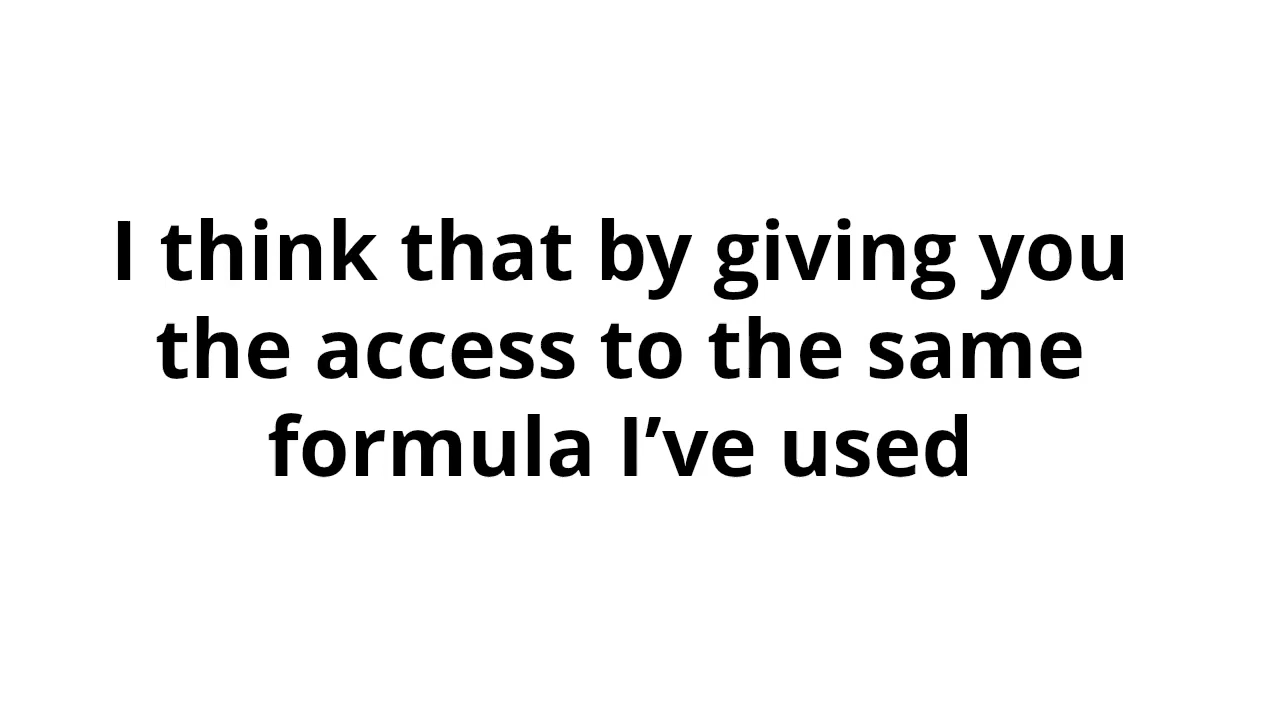 I think that by giving you
the access to the same
formula I’ve used